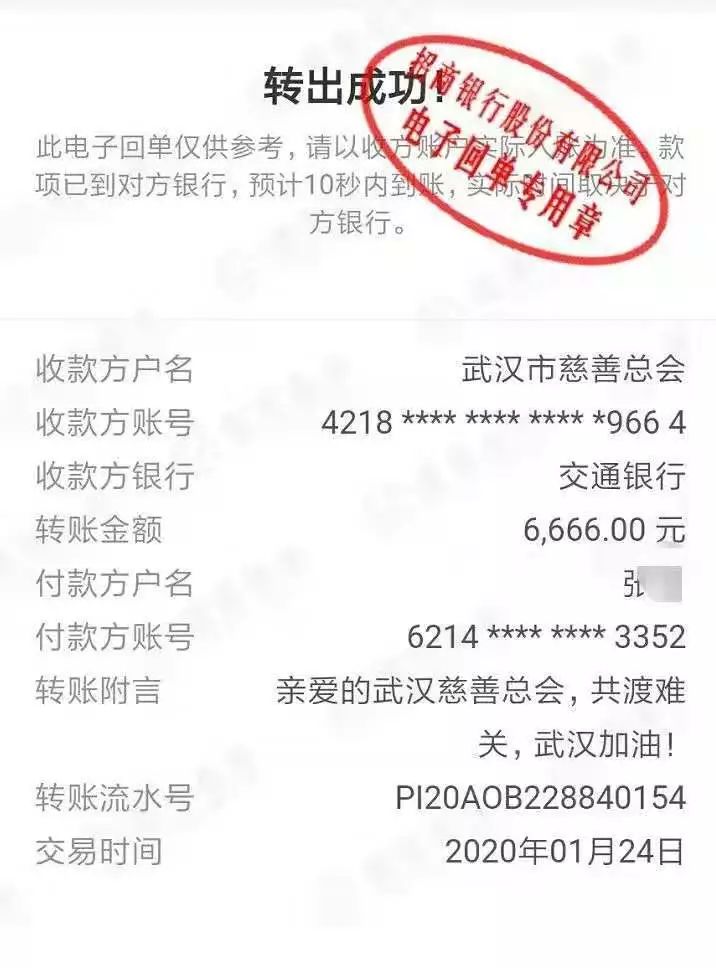 转出成功!
招商银行股份有限公司
电子回单专用章
此电子回单仅供参考,请以收方账户实际入账为准。款
项已到对方银行,预计10秒内到账,实际时间取决于对
方银行。
收款方户名 武汉市慈善总会
收款方账号 4218 **** **** **** *966 4
收款方银行 交通银行
转账金额 6,666.00 元
付款方户名 张
付款方账号 6214 **** **** 3352
转账附言 亲爱的武汉慈善总会,共渡难
关,武汉加油!
转账流水号 PI20AOB228840154
交易时间 2020年01月24日